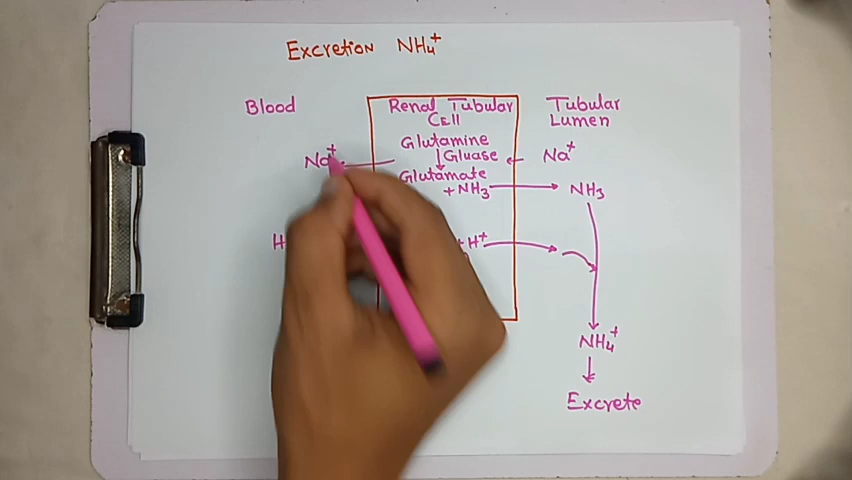 Excretion NH4+
Blood
Renal Tubular
Cell
Tubular
Lumen
Glutamine
Na+
Gluase
Na+
Glutamate
+ NH3
NH3
H
+ H+
NH4+
Excrete